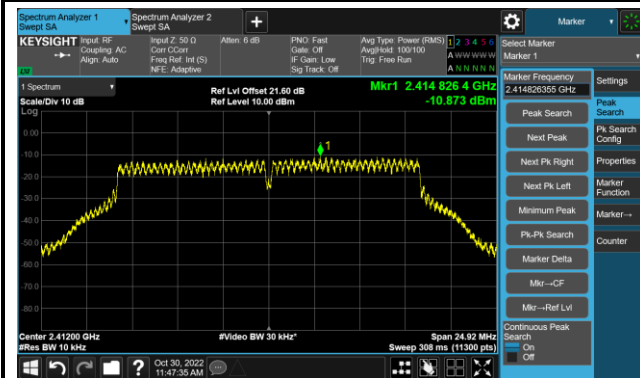 Spectrum Analyzer 1
Swept SA
Spectrum Analyzer 2
Swept SA
+
Marker
KEYSIGHT
Input: RF
Coupling: AC
Align: Auto
Input Z: 50 Ω
Corr CCorr
Freq Ref: Int (S)
NFE: Adaptive
Atten: 6 dB
PNO: Fast
Gate: Off
IF Gain: Low
Sig Track: Off
Avg Type: Power (RMS)
Avg|Hold: 100/100
Trig: Free Run
1 2 3 4 5 6
A W W W W W
A N N N N N
LXI
Select Marker
Marker 1
1 Spectrum
Scale/Div 10 dB
Log
Ref Lvl Offset 21.60 dB
Ref Level 10.00 dBm
Mkr1 2.414 826 4 GHz
-10.873 dBm
0.00
-10.0
-20.0
-30.0
-40.0
-50.0
-60.0
-70.0
-80.0
1
Center 2.41200 GHz
#Res BW 10 kHz
#Video BW 30 kHz*
Span 24.92 MHz
Sweep 308 ms (11300 pts)
Marker Frequency
2.414826355 GHz
Peak Search
Next Peak
Next Pk Right
Next Pk Left
Minimum Peak
Pk-Pk Search
Marker Delta
Mkr→CF
Mkr→Ref Lvl
Continuous Peak
Search
On
Off
Settings
Peak
Search
Pk Search
Config
Properties
Marker
Function
Marker→
Counter
?
Oct 30, 2022
11:47:35 AM